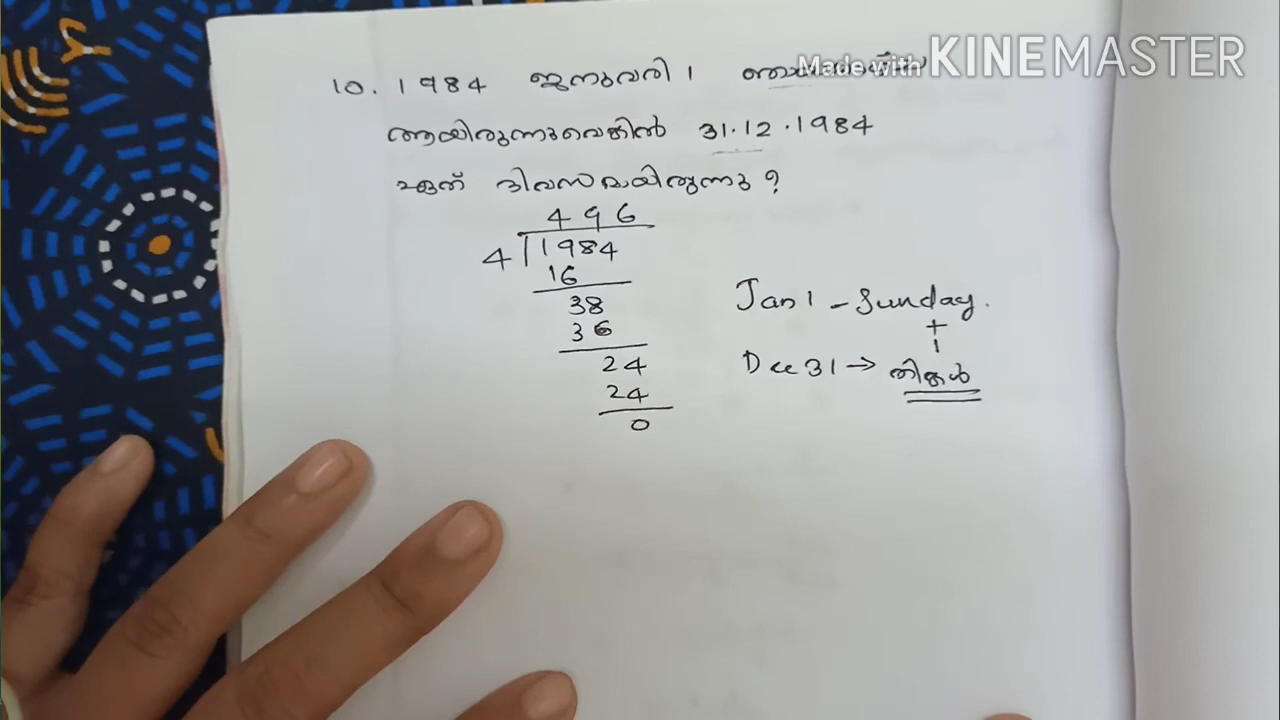 Made with KINEMASTER
10. 1984 ജനുവരി 1
ആയിരുന്നുവെങ്കിൽ 31.12.1984
ഏത് ദിവസമായിരുന്നു?
496
4 1984
16
38
36
24
24
0
Jan 1 - Sunday.
+
1
Dec 31 → തിങ്കൾ